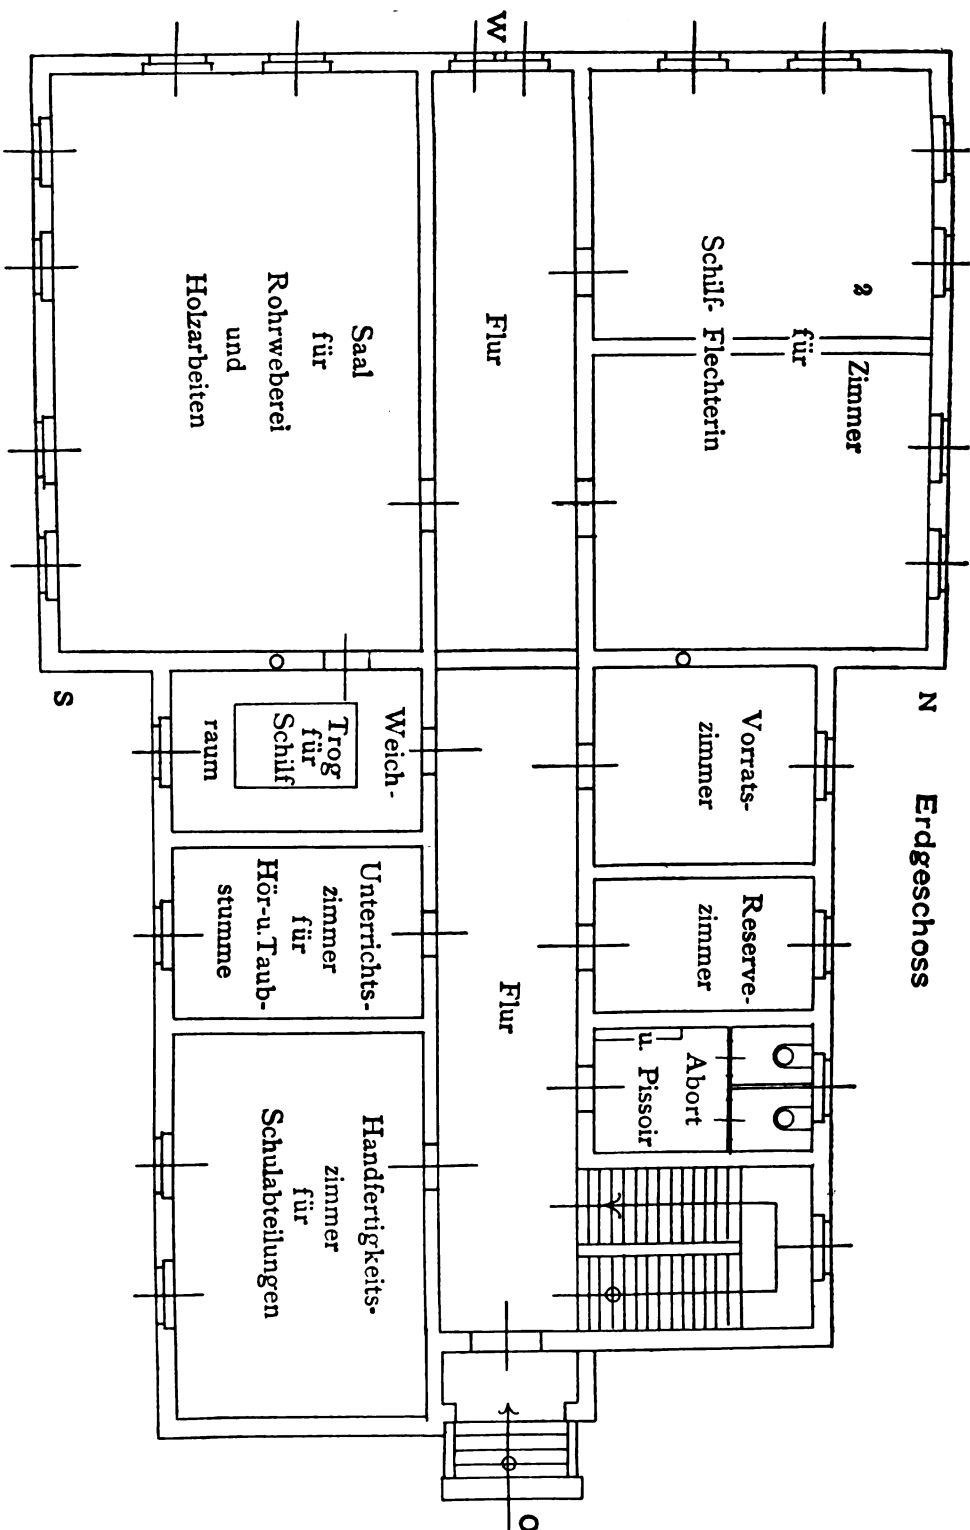 Erdgeschoss
N
W
S
O
2 Zimmer
für
Schilf-Flechterin
Flur
Saal
für
Rohrweberei
und
Holzarbeiten
Vorrats-
zimmer
Reserve-
zimmer
Abort
u. Pissoir
Flur
Weich-
raum
Trog
für
Schilf
Unterrichts-
zimmer
für
Hör-u.Taub-
stumme
Handfertigkeits-
zimmer
für
Schulabteilungen